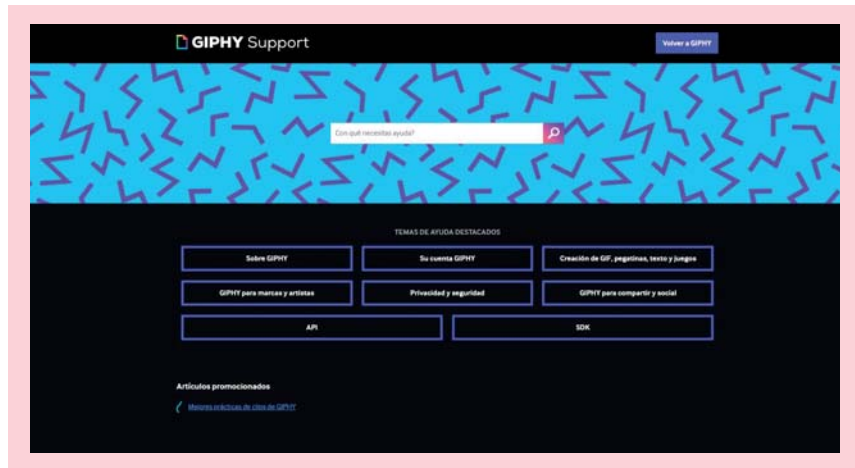 GIPHY Support
Volver a GIPHY
Con qué necesitas ayuda?
TEMAS DE AYUDA DESTACADOS
Sobre GIPHY
Su cuenta GIPHY
Creación de GIF, pegatinas, texto y juegos
GIPHY para marcas y artistas
Privacidad y seguridad
GIPHY para compartir y social
API
SDK
Artículos promocionados
Mejores prácticas de citas de GIPHY